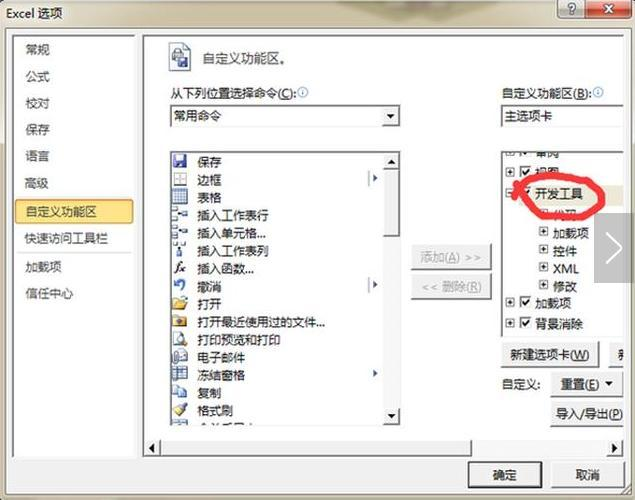 Excel 选项
常规
公式
校对
保存
语言
高级
自定义功能区
快速访问工具栏
加载项
信任中心
自定义功能区。
从下列位置选择命令(C):
常用命令
保存
边框
表格
插入工作表行
插入单元格...
插入工作表列
插入函数...
撤消
打开
打开最近使用过的文件...
打印预览和打印
电子邮件
冻结窗格
复制
格式刷
添加(A) >>
<< 删除(R)
自定义功能区(B):
主选项卡
审阅
视图
开发工具
代码
加载项
控件
XML
修改
加载项
背景消除
新建选项卡(W)
自定义:
重置(E)
导入/导出(P)
确定
取消